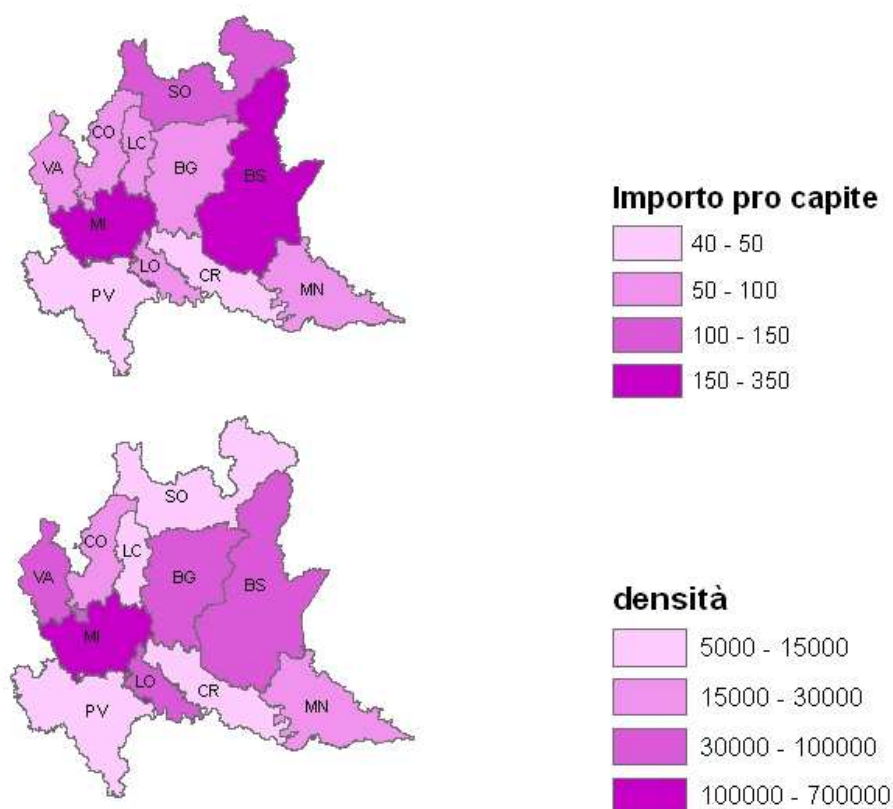 SO
CO
LC
VA
BG
BS
MI
LO
CR
PV
MN
Importo pro capite
40 - 50
50 - 100
100 - 150
150 - 350
SO
CO
LC
VA
BG
BS
MI
LO
CR
PV
MN
densità
5000 - 15000
15000 - 30000
30000 - 100000
100000 - 700000